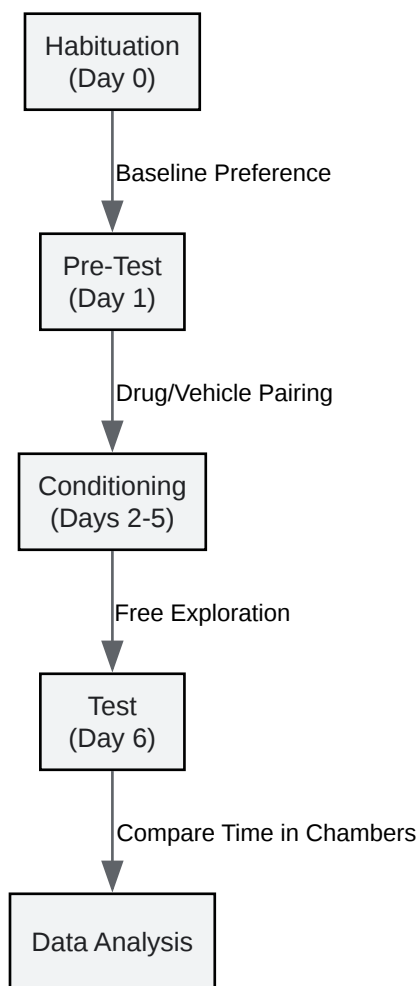 Habituation
(Day 0)
Baseline Preference
Pre-Test
(Day 1)
Drug/Vehicle Pairing
Conditioning
(Days 2-5)
Free Exploration
Test
(Day 6)
Compare Time in Chambers
Data Analysis